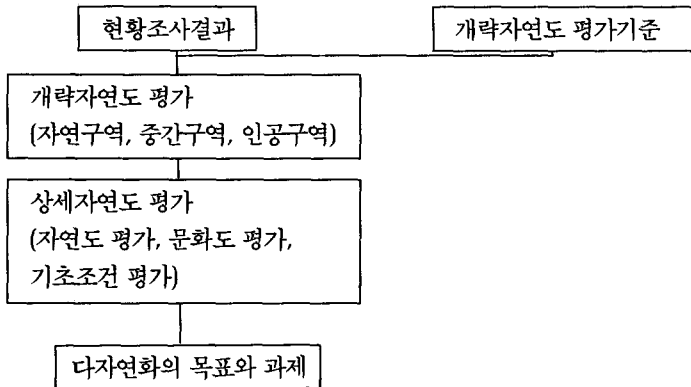 현황조사결과
개략자연도 평가기준
개략자연도 평가
(자연구역, 중간구역, 인공구역)
상세자연도 평가
(자연도 평가, 문화도 평가,
기초조건 평가)
다자연화의 목표와 과제